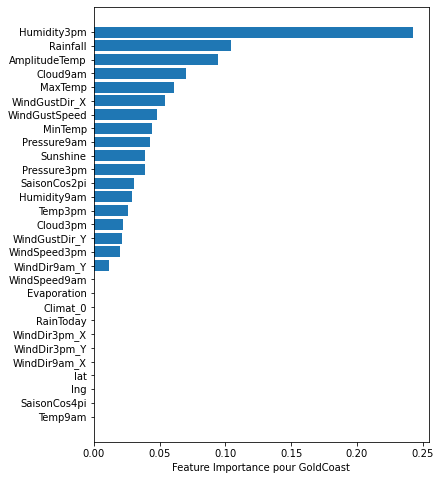 Humidity3pm
Rainfall
AmplitudeTemp
Cloud9am
MaxTemp
WindGustDir_X
WindGustSpeed
MinTemp
Pressure9am
Sunshine
Pressure3pm
SaisonCos2pi
Humidity9am
Temp3pm
Cloud3pm
WindGustDir_Y
WindSpeed3pm
WindDir9am_Y
WindSpeed9am
Evaporation
Climat_0
RainToday
WindDir3pm_X
WindDir3pm_Y
WindDir9am_X
lat
lng
SaisonCos4pi
Temp9am
0.00 0.05 0.10 0.15 0.20 0.25
Feature Importance pour GoldCoast